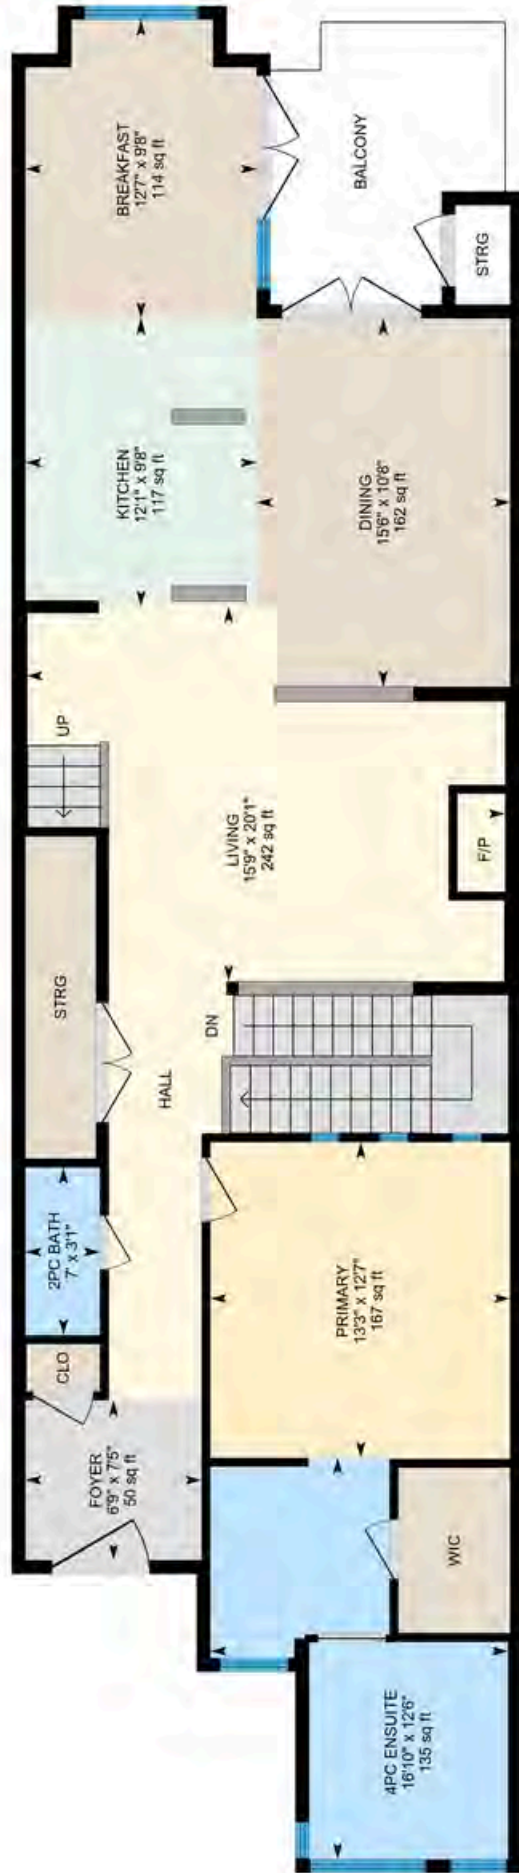 BREAKFAST
12'7" x 9'8"
114 sq ft
BALCONY
STRG
KITCHEN
12'1" x 9'8"
117 sq ft
DINING
15'6" x 10'8"
162 sq ft
UP
LIVING
15'9" x 20'1"
242 sq ft
F/P
STRG
DN
HALL
2PC BATH
7' x 3'1"
PRIMARY
13'3" x 12'7"
167 sq ft
CLO
FOYER
6'9" x 7'5"
50 sq ft
WIC
4PC ENSUITE
16'10" x 12'6"
135 sq ft